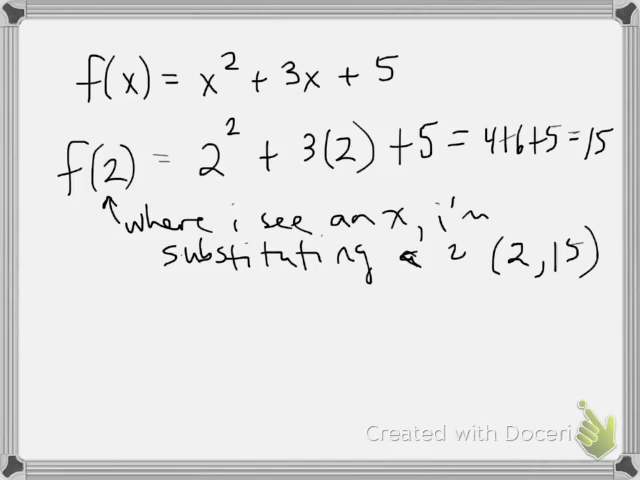 f(x) = x² + 3x + 5
f(2) = 2² + 3(2) + 5 = 4+6+5 = 15
where i see an x, i'm
substituting a 2 (2, 15)
Created with Doceri